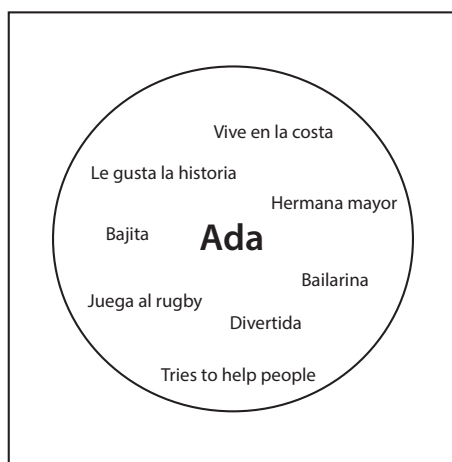 Vive en la costa
Le gusta la historia
Hermana mayor
Bajita
Ada
Bailarina
Juega al rugby
Divertida
Tries to help people